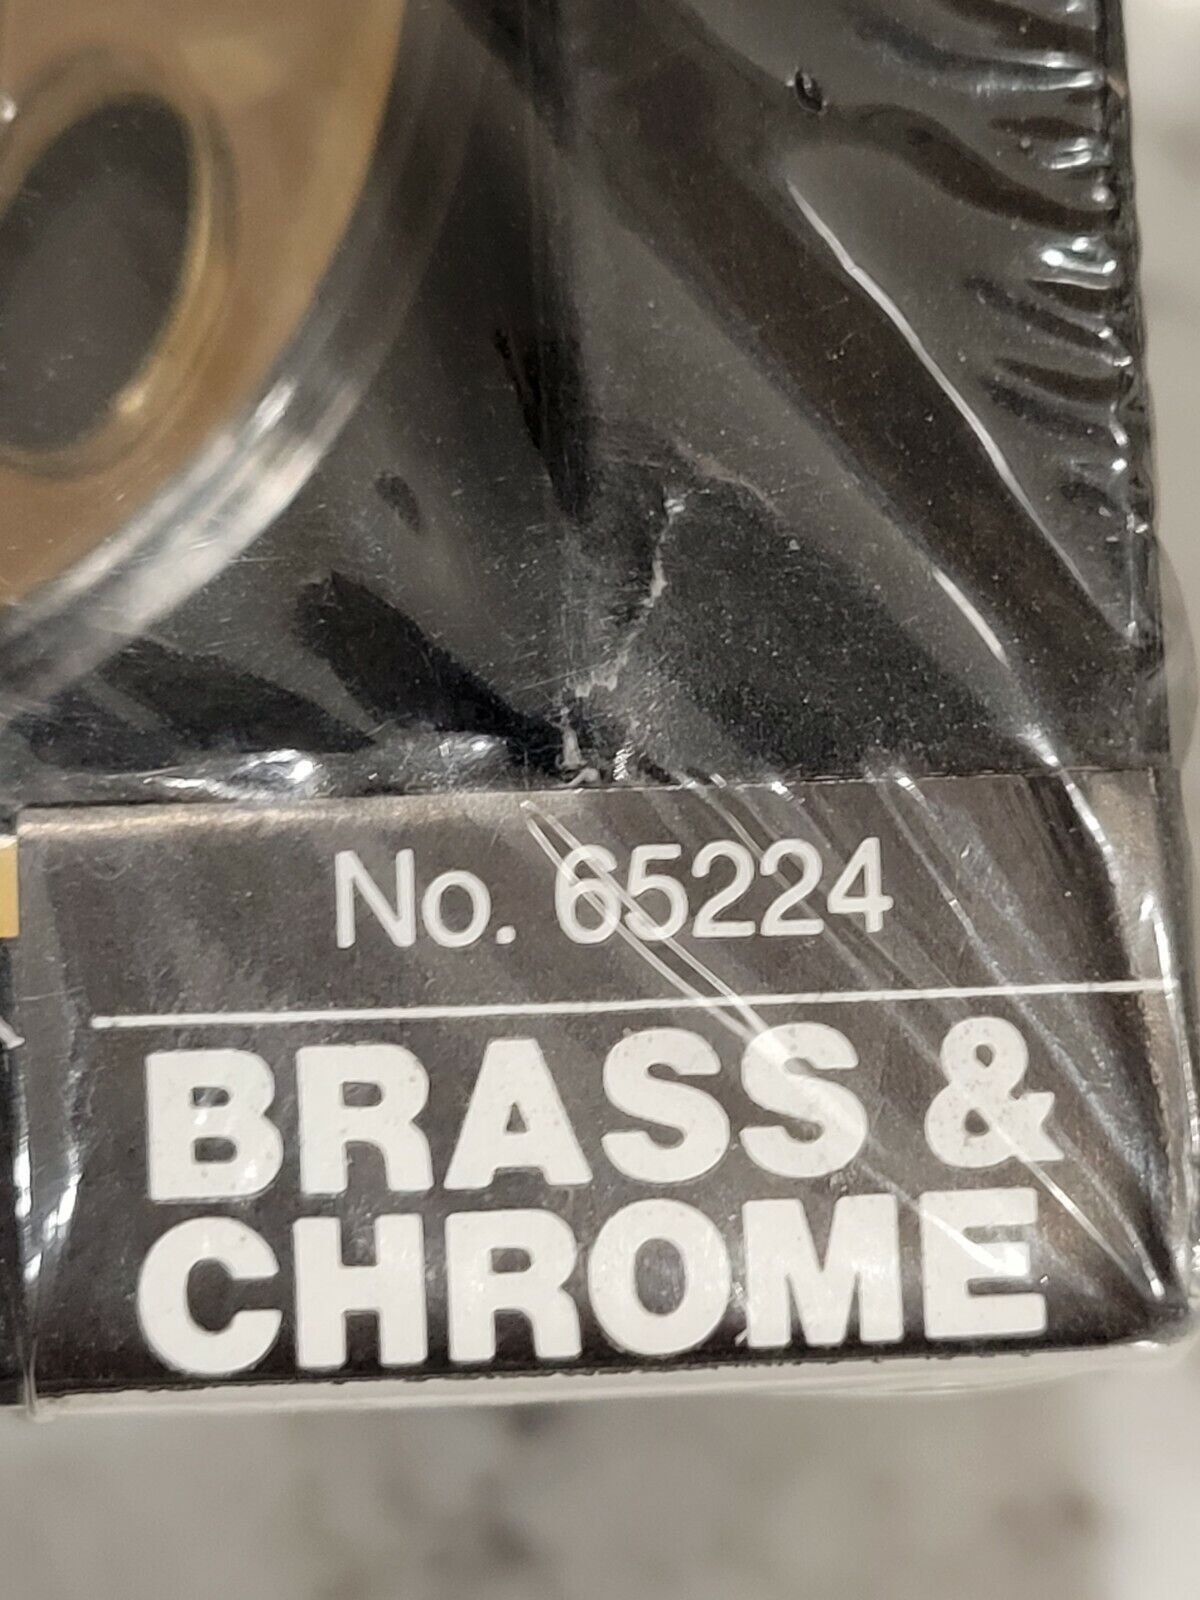 No. 65224
BRASS &
CHROME